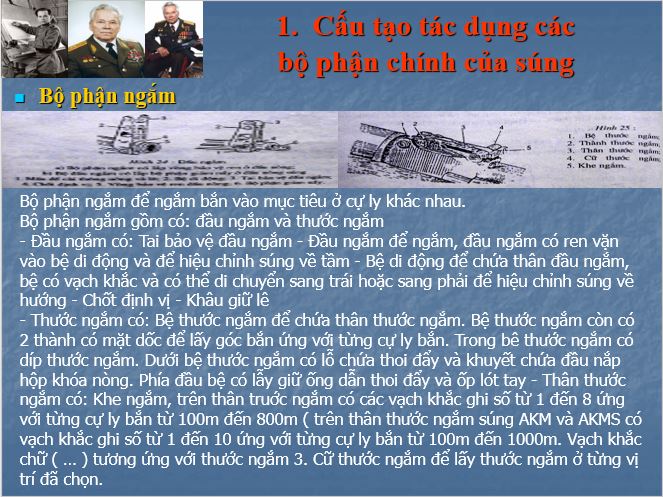 1. Cấu tạo tác dụng các
bộ phận chính của súng
Bộ phận ngắm
Hình 24 : Đầu ngắm
Hình 25 :
1. Bệ thước ngắm;
2. Thành thước ngắm;
3. Thân thước ngắm;
4. Cữ thước ngắm;
5. Khe ngắm.
1
2
3
4
5
Bộ phận ngắm để ngắm bắn vào mục tiêu ở cự ly khác nhau.
Bộ phận ngắm gồm có: đầu ngắm và thước ngắm
- Đầu ngắm có: Tai bảo vệ đầu ngắm - Đầu ngắm để ngắm, đầu ngắm có ren vặn
vào bệ di động và để hiệu chỉnh súng về tầm - Bệ di động để chứa thân đầu ngắm,
bệ có vạch khắc và có thể di chuyển sang trái hoặc sang phải để hiệu chỉnh súng về
hướng - Chốt định vị - Khâu giữ lê
- Thước ngắm có: Bệ thước ngắm để chứa thân thước ngắm. Bệ thước ngắm còn có
2 thành có mặt dốc để lấy góc bắn ứng với từng cự ly bắn. Trong bê thước ngắm có
díp thước ngắm. Dưới bệ thước ngắm có lỗ chứa thoi đẩy và khuyết chứa đầu nắp
hộp khóa nòng. Phía đầu bệ có lẫy giữ ống dẫn thoi đẩy và ốp lót tay - Thân thước
ngắm có: Khe ngắm, trên thân truớc ngắm có các vạch khắc ghi số từ 1 đến 8 ứng
với từng cự ly bắn từ 100m đến 800m ( trên thân thước ngắm súng AKM và AKMS có
vạch khắc ghi số từ 1 đến 10 ứng với từng cự ly bắn từ 100m đến 1000m. Vạch khắc
chữ ( ... ) tương ứng với thước ngắm 3. Cữ thước ngắm để lấy thước ngắm ở từng vị
trí đã chọn.